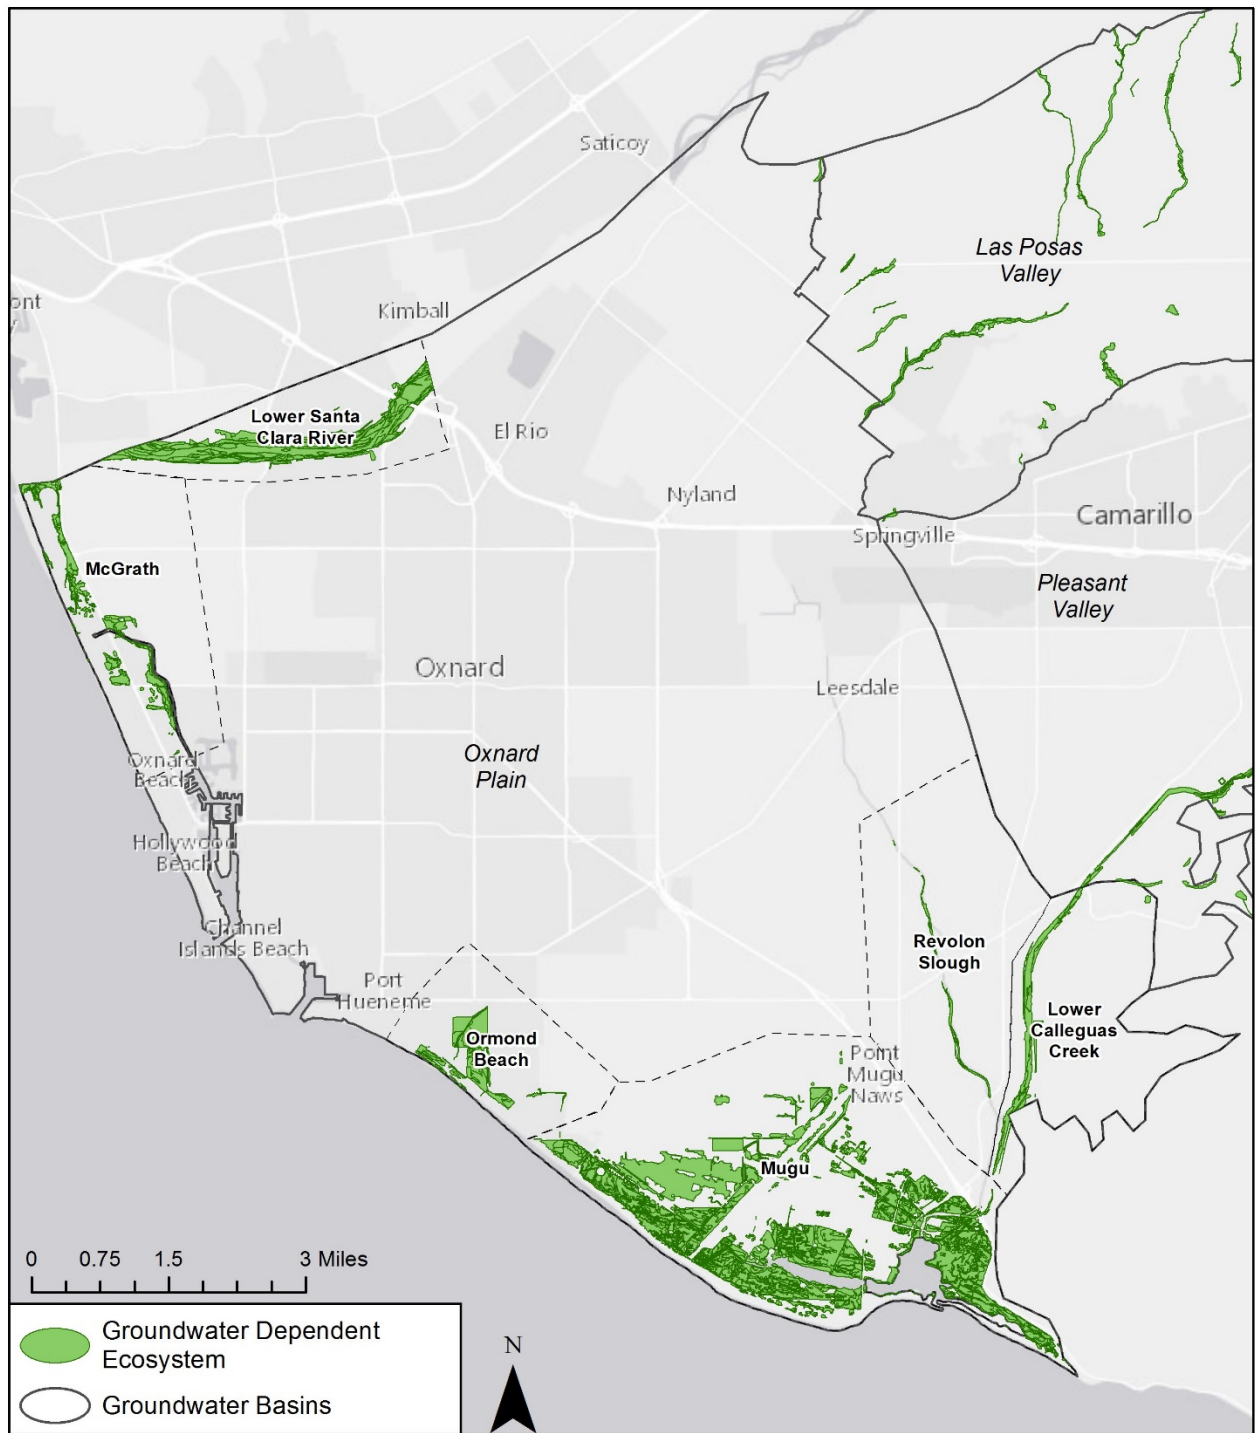 Saticoy
Las Posas
Valley
Kimball
Lower Santa
Clara River
El Rio
Nyland
Springville
Camarillo
McGrath
Pleasant
Valley
Oxnard
Leesdale
Oxnard
Plain
Oxnard
Beach
Hollywood
Beach
Channel
Islands Beach
Port
Hueneme
Revolon
Slough
Lower
Calleguas
Creek
Ormond
Beach
Point
Mugu
Naws
Mugu
0 0.75 1.5 3 Miles
Groundwater Dependent
Ecosystem
Groundwater Basins
N